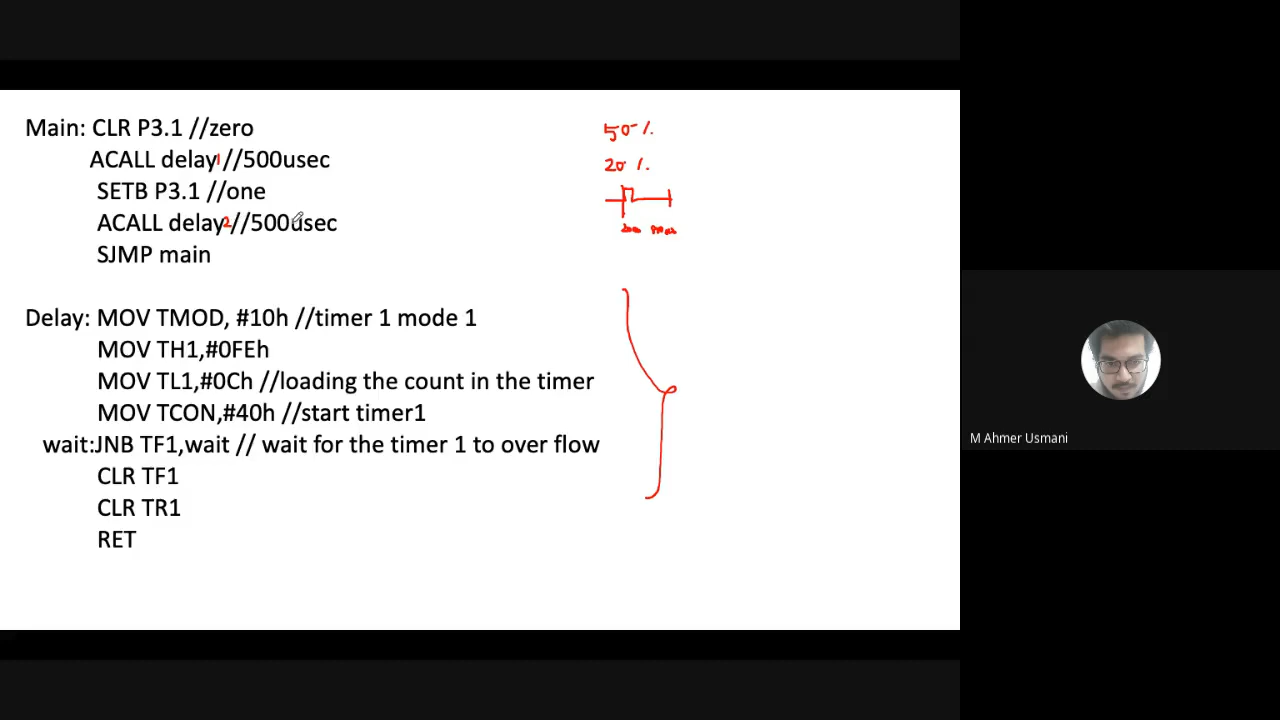 Main: CLR P3.1 //zero
ACALL delay1 //500usec
SETB P3.1 //one
ACALL delay2 //500usec
SJMP main
50%.
20%.
Delay: MOV TMOD, #10h //timer 1 mode 1
MOV TH1,#0FEh
MOV TL1,#0Ch //loading the count in the timer
MOV TCON,#40h //start timer1
wait:JNB TF1,wait // wait for the timer 1 to over flow
CLR TF1
CLR TR1
RET
M Ahmer Usmani